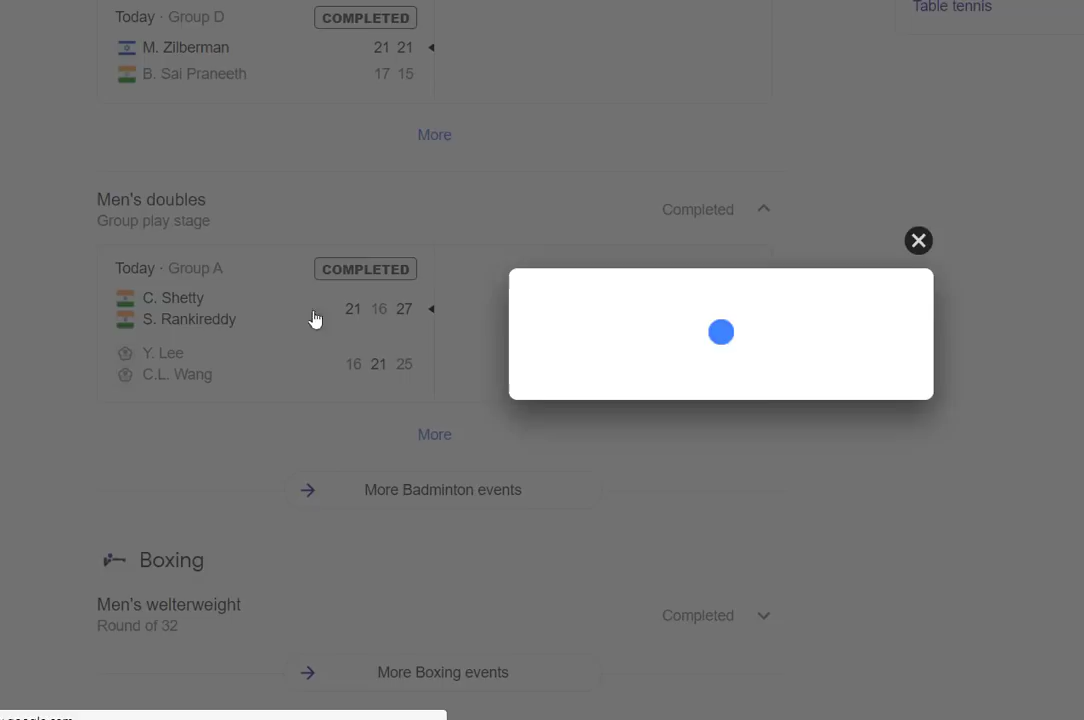 Table tennis
Today · Group D
COMPLETED
M. Zilberman 21 21
B. Sai Praneeth 17 15
More
Men's doubles
Group play stage
Completed
Today · Group A
COMPLETED
C. Shetty
S. Rankireddy
21 16 27
Y. Lee
C.L. Wang
16 21 25
More
More Badminton events
Boxing
Men's welterweight
Round of 32
Completed
More Boxing events